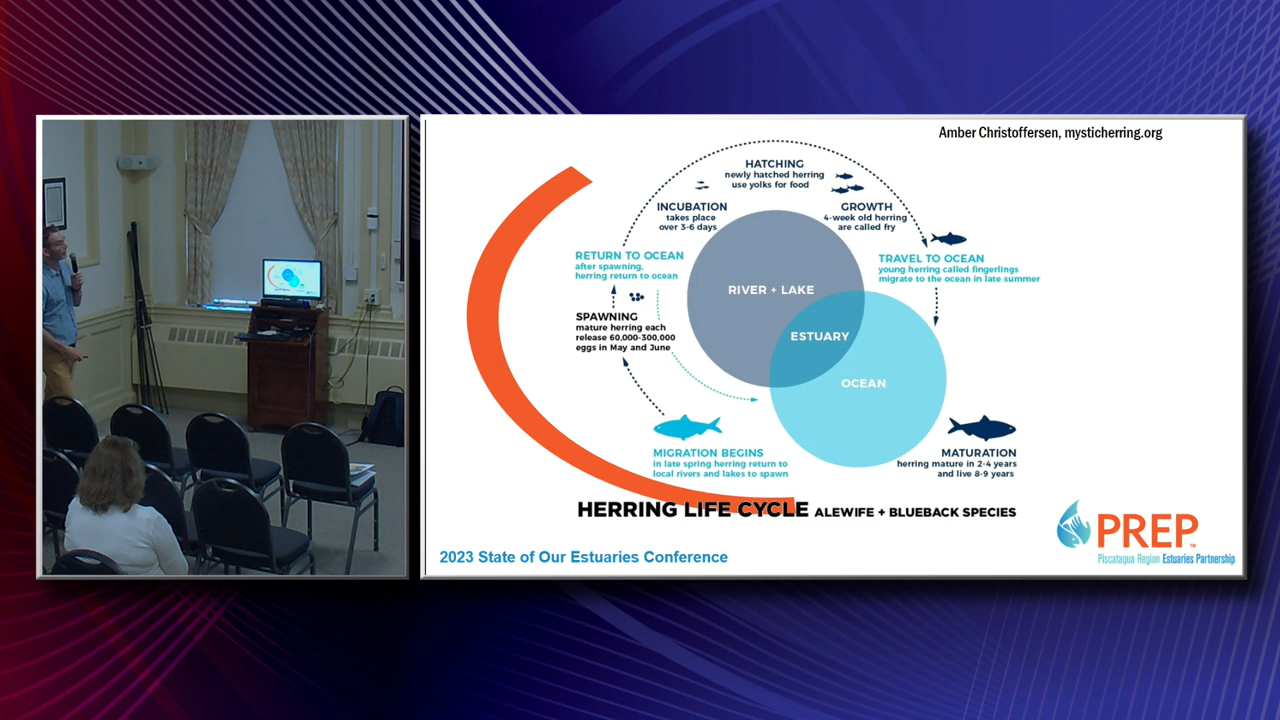 Amber Christoffersen, mysticherring.org
HATCHING
newly hatched herring
use yolks for food
INCUBATION
takes place
over 3-6 days
GROWTH
4-week old herring
are called fry
RETURN TO OCEAN
after spawning,
herring return to ocean
TRAVEL TO OCEAN
young herring called fingerlings
migrate to the ocean in late summer
RIVER + LAKE
SPAWNING
mature herring each
release 60,000-300,000
eggs in May and June
ESTUARY
OCEAN
MIGRATION BEGINS
in late spring herring return to
local rivers and lakes to spawn
MATURATION
herring mature in 2-4 years
and live 8-9 years
HERRING LIFE CYCLE ALEWIFE + BLUEBACK SPECIES
PREP™
Piscataqua Region Estuaries Partnership
2023 State of Our Estuaries Conference